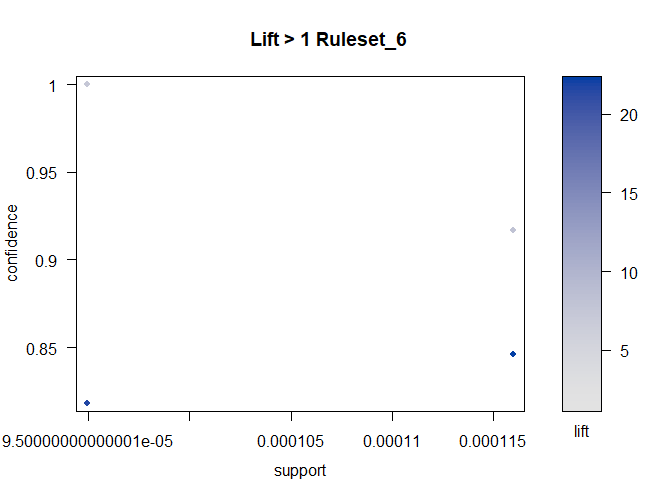 Lift > 1 Ruleset_6
1
0.95
0.9
0.85
confidence
9.50000000000001e-05
0.000105
0.00011
0.000115
support
20
15
10
5
lift